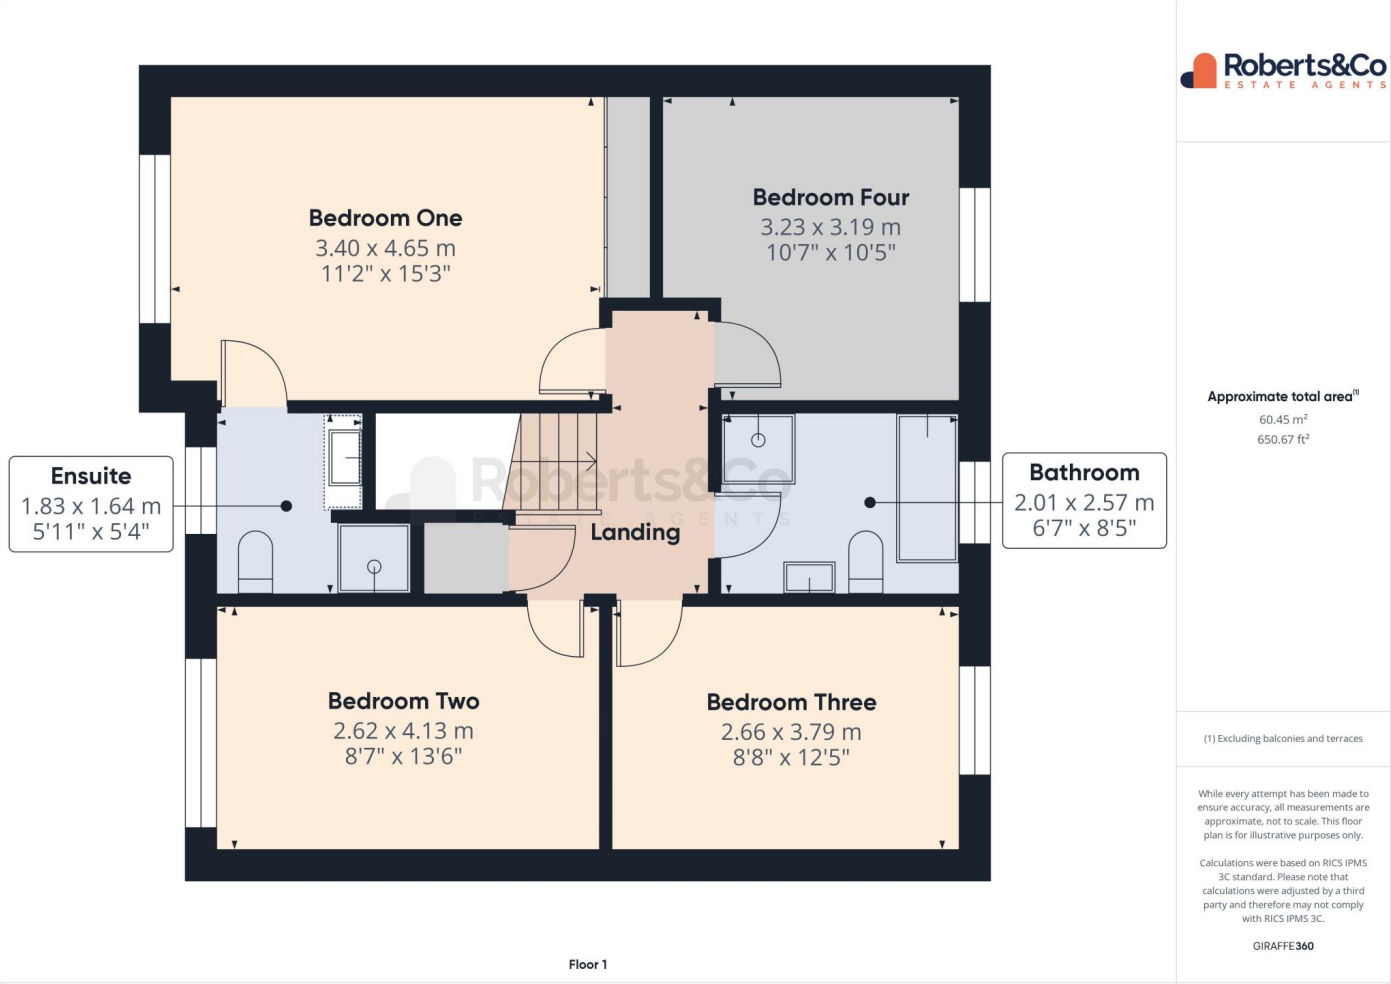 Roberts&Co
ESTATE AGENTS
Bedroom One
3.40 x 4.65 m
11'2" x 15'3"
Bedroom Four
3.23 x 3.19 m
10'7" x 10'5"
Ensuite
1.83 x 1.64 m
5'11" x 5'4"
Roberts&Co
ESTATE AGENTS
Landing
Bathroom
2.01 x 2.57 m
6'7" x 8'5"
Bedroom Two
2.62 x 4.13 m
8'7" x 13'6"
Bedroom Three
2.66 x 3.79 m
8'8" x 12'5"
Floor 1
Approximate total area(1)
60.45 m²
650.67 ft²
(1) Excluding balconies and terraces
While every attempt has been made to
ensure accuracy, all measurements are
approximate, not to scale. This floor
plan is for illustrative purposes only.
Calculations were based on RICS IPMS
3C standard. Please note that
calculations were adjusted by a third
party and therefore may not comply
with RICS IPMS 3C.
GIRAFFE360